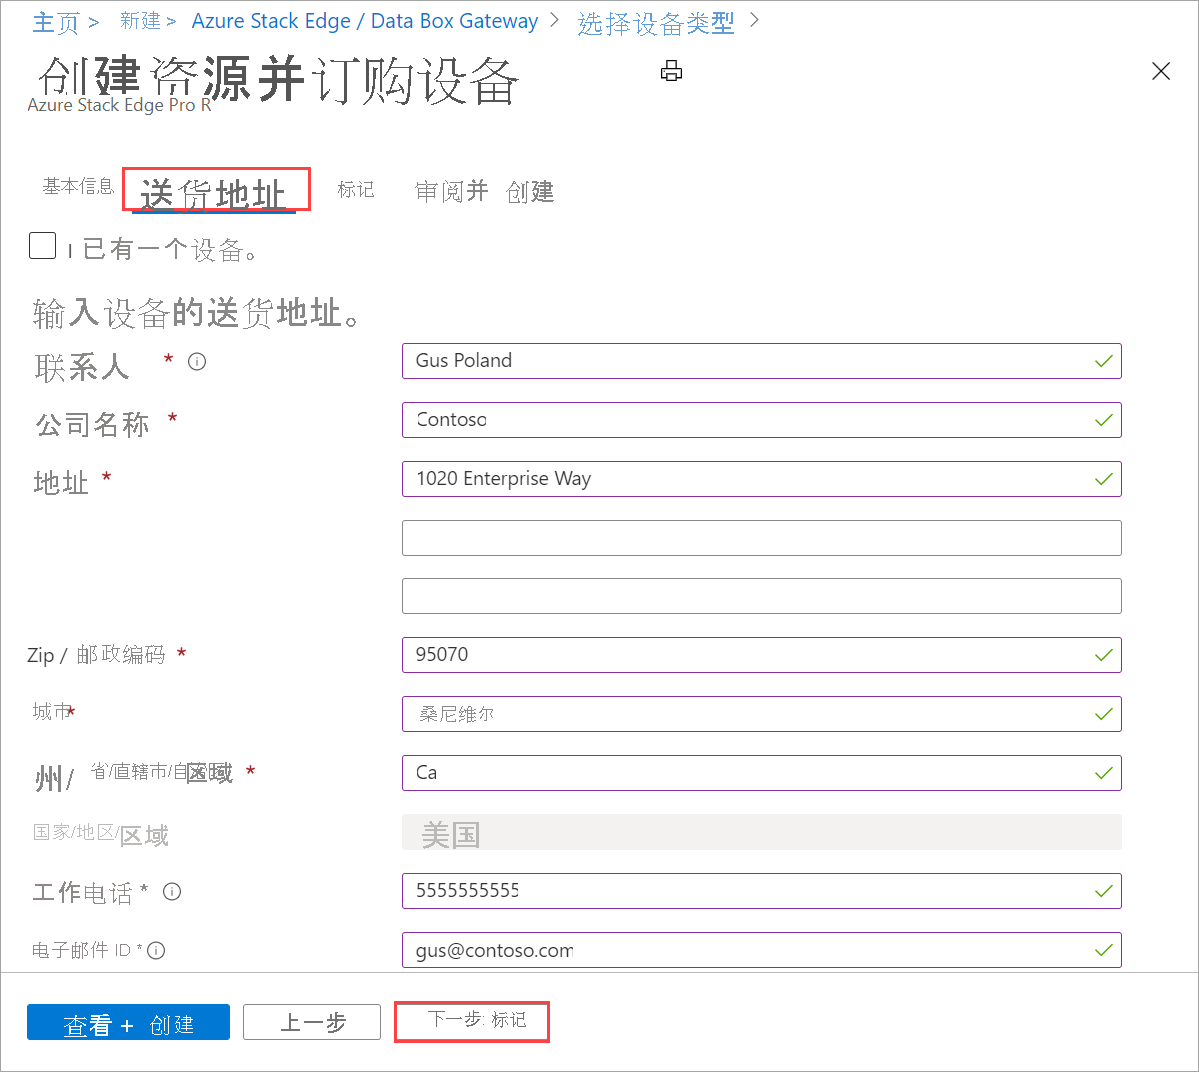 主页 > 新建 > Azure Stack Edge / Data Box Gateway > 选择设备类型 >
创建资源并订购设备
Azure Stack Edge Pro R
基本信息 送货地址 标记 审阅并 创建
I 已有一个设备。
输入设备的送货地址。
联系人 * Gus Poland
公司名称 * Contoso
地址 * 1020 Enterprise Way
Zip / 邮政编码 * 95070
城市* 桑尼维尔
州/ 省/直辖市/自治区 区域 * Ca
国家/地区/区域 美国
工作电话 * 5555555555
电子邮件 ID * gus@contoso.com
查看 + 创建 上一步 下一步: 标记